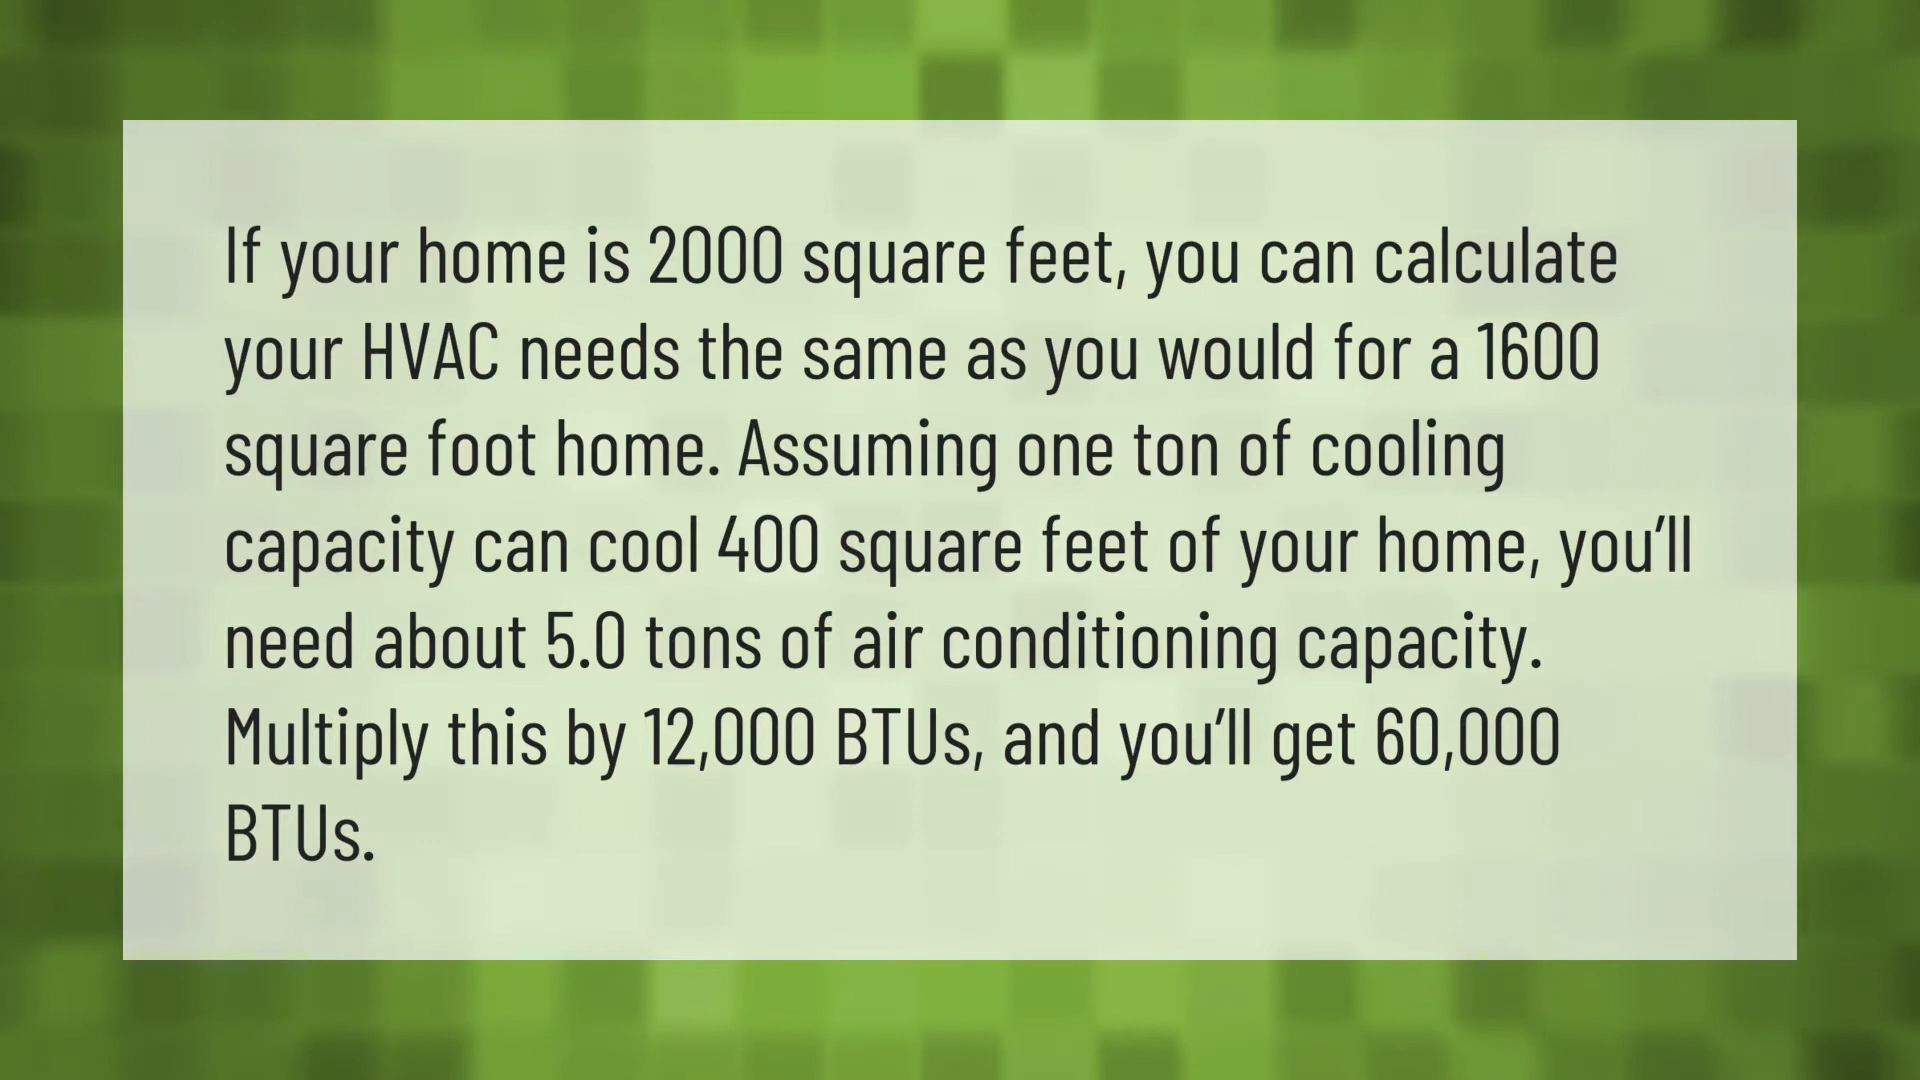 If your home is 2000 square feet, you can calculate
your HVAC needs the same as you would for a 1600
square foot home. Assuming one ton of cooling
capacity can cool 400 square feet of your home, you’ll
need about 5.0 tons of air conditioning capacity.
Multiply this by 12,000 BTUs, and you’ll get 60,000
BTUs.